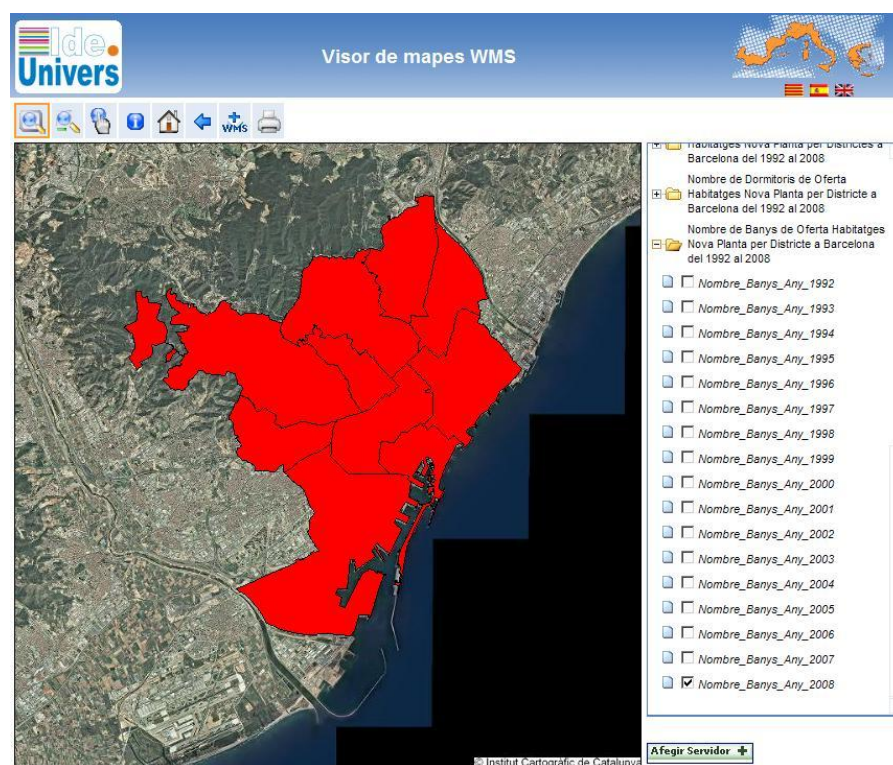 Ide
Univers
Visor de mapes WMS
WMS
Habitatges Nova Planta per Districtes a
Barcelona del 1992 al 2008
Nombre de Dormitoris de Oferta
Habitatges Nova Planta per Districte a
Barcelona del 1992 al 2008
Nombre de Banys de Oferta Habitatges
Nova Planta per Districte a Barcelona
del 1992 al 2008
Nombre_Banys_Any_1992
Nombre_Banys_Any_1993
Nombre_Banys_Any_1994
Nombre_Banys_Any_1995
Nombre_Banys_Any_1996
Nombre_Banys_Any_1997
Nombre_Banys_Any_1998
Nombre_Banys_Any_1999
Nombre_Banys_Any_2000
Nombre_Banys_Any_2001
Nombre_Banys_Any_2002
Nombre_Banys_Any_2003
Nombre_Banys_Any_2004
Nombre_Banys_Any_2005
Nombre_Banys_Any_2006
Nombre_Banys_Any_2007
Nombre_Banys_Any_2008
© Institut Cartogràfic de Catalunya
Afegir Servidor